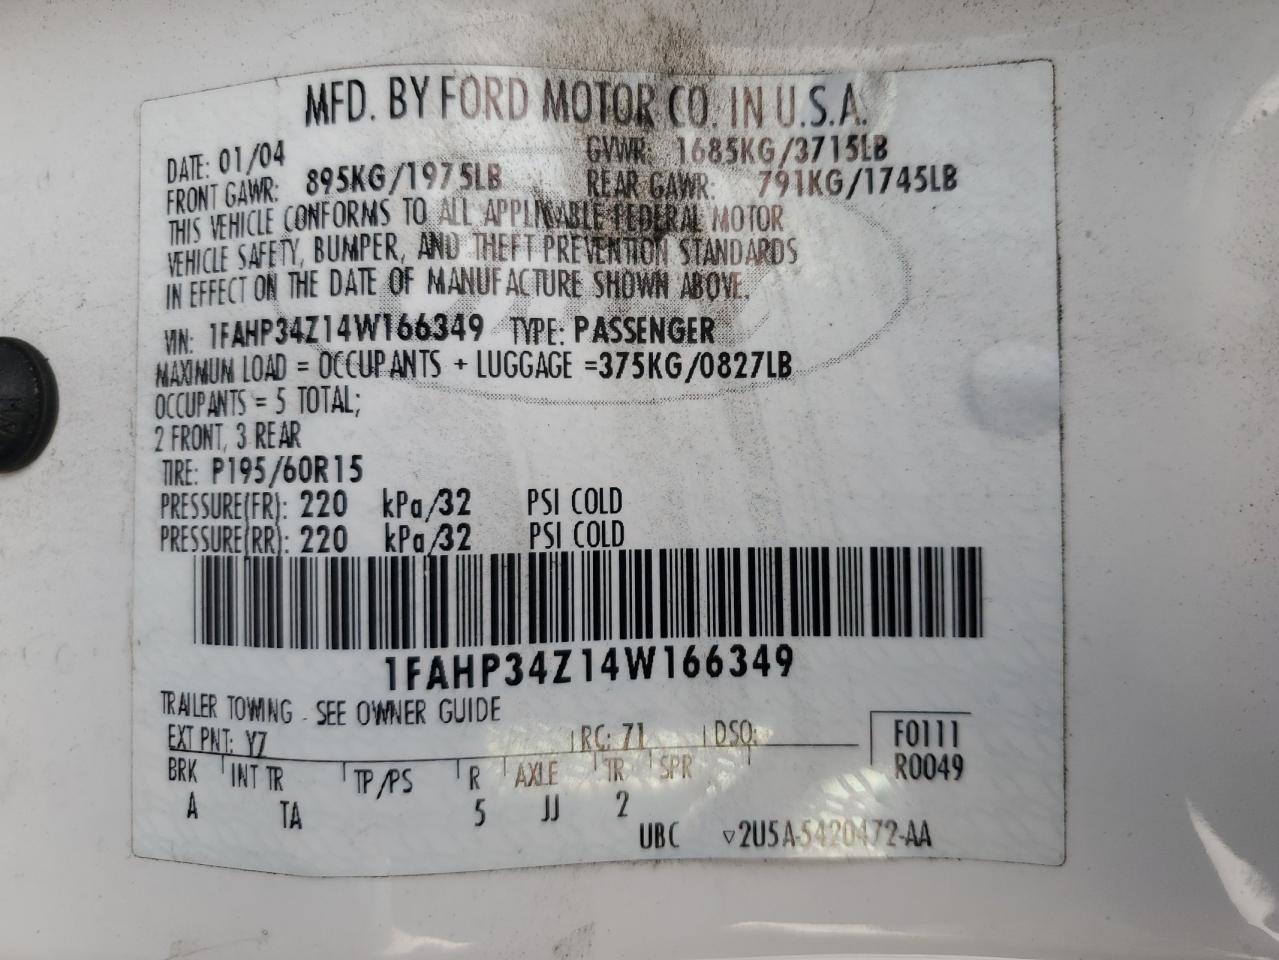 MFD. BY FORD MOTOR CO. IN U.S.A.
DATE: 01/04 GVWR: 1685KG/3715LB
FRONT GAWR: 895KG/1975LB REAR GAWR: 791KG/1745LB
THIS VEHICLE CONFORMS TO ALL APPLICABLE FEDERAL MOTOR
VEHICLE SAFETY, BUMPER, AND THEFT PREVENTION STANDARDS
IN EFFECT ON THE DATE OF MANUFACTURE SHOWN ABOVE.
VIN: 1FAHP34Z14W166349 TYPE: PASSENGER
MAXIMUM LOAD = OCCUPANTS + LUGGAGE =375KG/0827LB
OCCUPANTS = 5 TOTAL;
2 FRONT, 3 REAR
TIRE: P195/60R15
PRESSURE(FR): 220 kPa/32 PSI COLD
PRESSURE(RR): 220 kPa/32 PSI COLD
1FAHP34Z14W166349
TRAILER TOWING - SEE OWNER GUIDE
EXT PNT: Y7 RC: 71 DSO: F0111
BRK INT TR TP/PS R AXLE TR SPR R0049
A TA 5 JJ 2
UBC ▽2U5A-5420472-AA